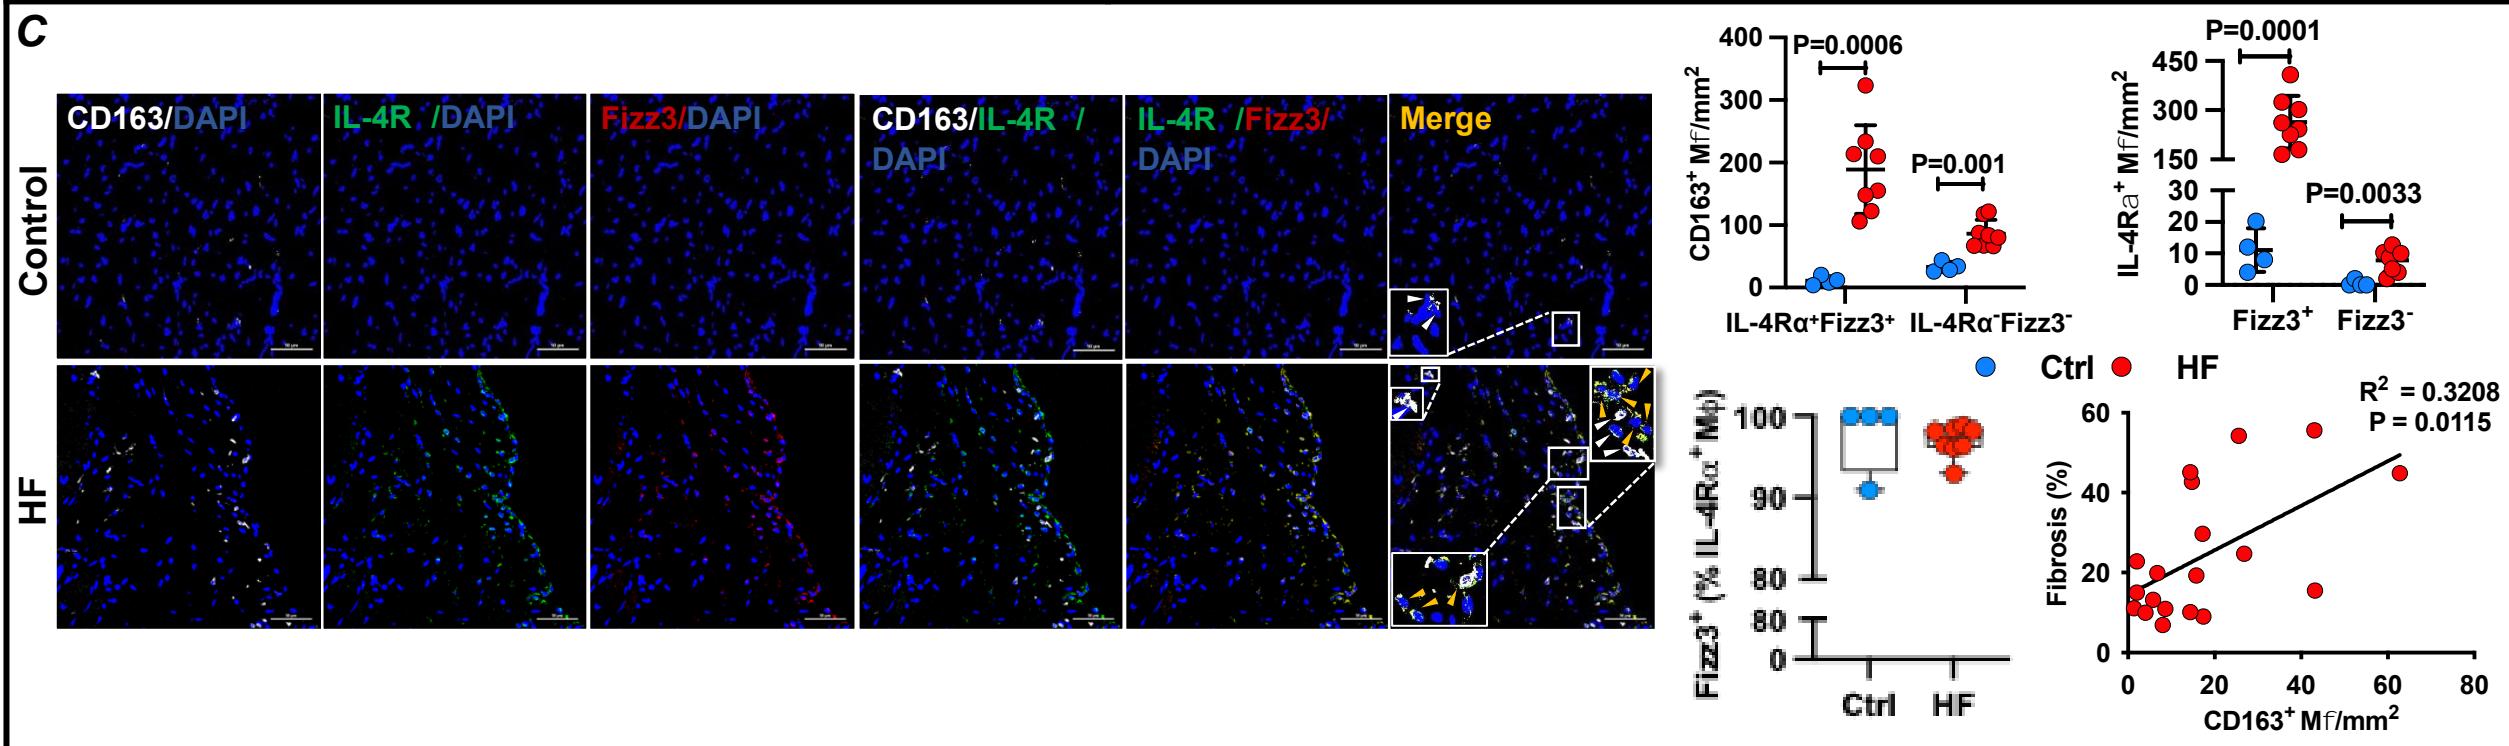 C
CD163/DAPI
IL-4R /DAPI
Fizz3/DAPI
CD163/IL-4R /
DAPI
IL-4R /Fizz3/
DAPI
Merge
Control
HF
CD163+ Mf/mm2
400
300
200
100
0
P=0.0006
P=0.001
IL-4Rα+Fizz3+
IL-4Rα-Fizz3-
IL-4Ra+ Mf/mm2
450
300
150
30
20
10
0
P=0.0001
P=0.0033
Fizz3+
Fizz3-
Ctrl
HF
Fizz3+ (% IL-4Rα+ Mφ)
100
90
80
80
0
Ctrl
HF
R2 = 0.3208
P = 0.0115
Fibrosis (%)
60
40
20
0
0 20 40 60 80
CD163+ Mf/mm2